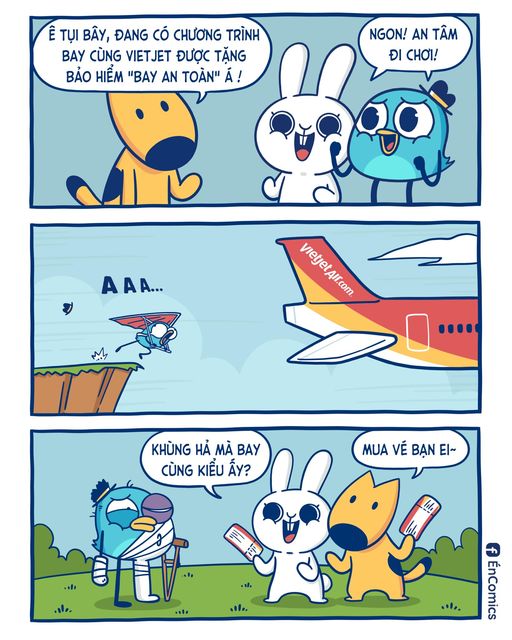 Ê TỤI BÂY, ĐANG CÓ CHƯƠNG TRÌNH
BAY CÙNG VIETJET ĐƯỢC TẶNG
BẢO HIỂM "BAY AN TOÀN" Á !
NGON! AN TÂM
ĐI CHƠI!
A A A...
VietjetAir.com
KHÙNG HẢ MÀ BAY
CÙNG KIỂU ẤY?
MUA VÉ BẠN EI~
ÉnComics